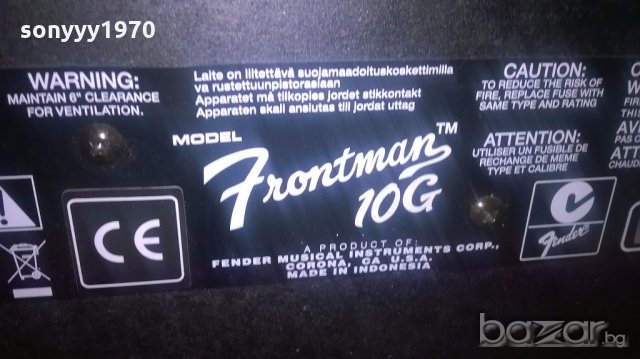 sonyyy1970
WARNING:
MAINTAIN 6" CLEARANCE
FOR VENTILATION.
Laite on liitettävä suojamaadoituskoskettimilla
va rustettuunpistorasiaan
Apparatet må tilkopies jordet stikkontakt
Apparaten skall anslutas till jordat uttag
CAUTION:
TO REDUCE THE RISK OF
FIRE, REPLACE FUSE WITH
SAME TYPE AND RATING
ATTENTION:
UTILISER UN FUSIBLE DE
RECHANGE DE MEME
TYPE ET CALIBRE
MODEL
Frontman™
10G
A PRODUCT OF:
FENDER MUSICAL INSTRUMENTS CORP.,
CORONA, CA U.S.A.
MADE IN INDONESIA
CE
Fender
bazar.bg